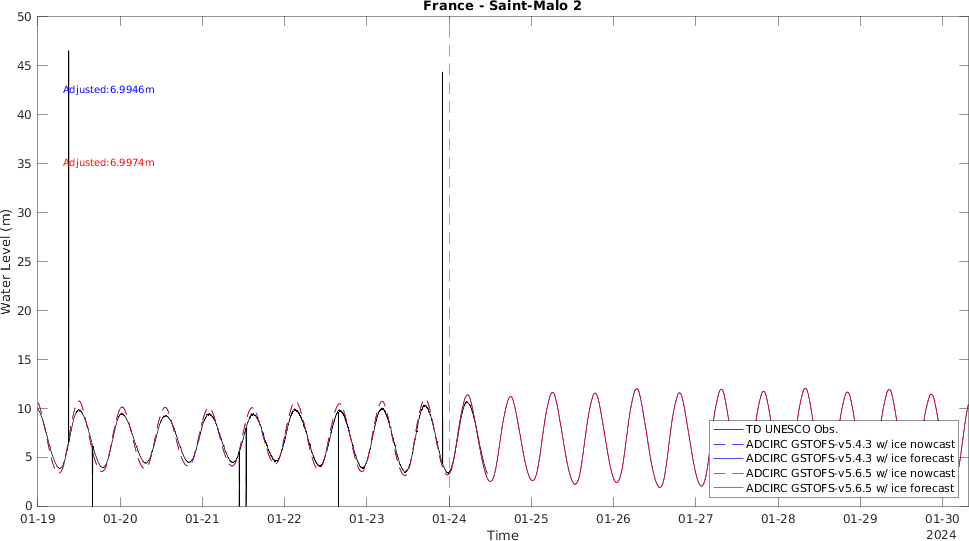 France - Saint-Malo 2
50
45
40
35
30
25
20
15
10
5
0
Water Level (m)
Adjusted:6.9946m
Adjusted:6.9974m
TD UNESCO Obs.
ADCIRC GSTOFS-v5.4.3 w/ ice nowcast
ADCIRC GSTOFS-v5.4.3 w/ ice forecast
ADCIRC GSTOFS-v5.6.5 w/ ice nowcast
ADCIRC GSTOFS-v5.6.5 w/ ice forecast
01-19 01-20 01-21 01-22 01-23 01-24 01-25 01-26 01-27 01-28 01-29 01-30
2024
Time